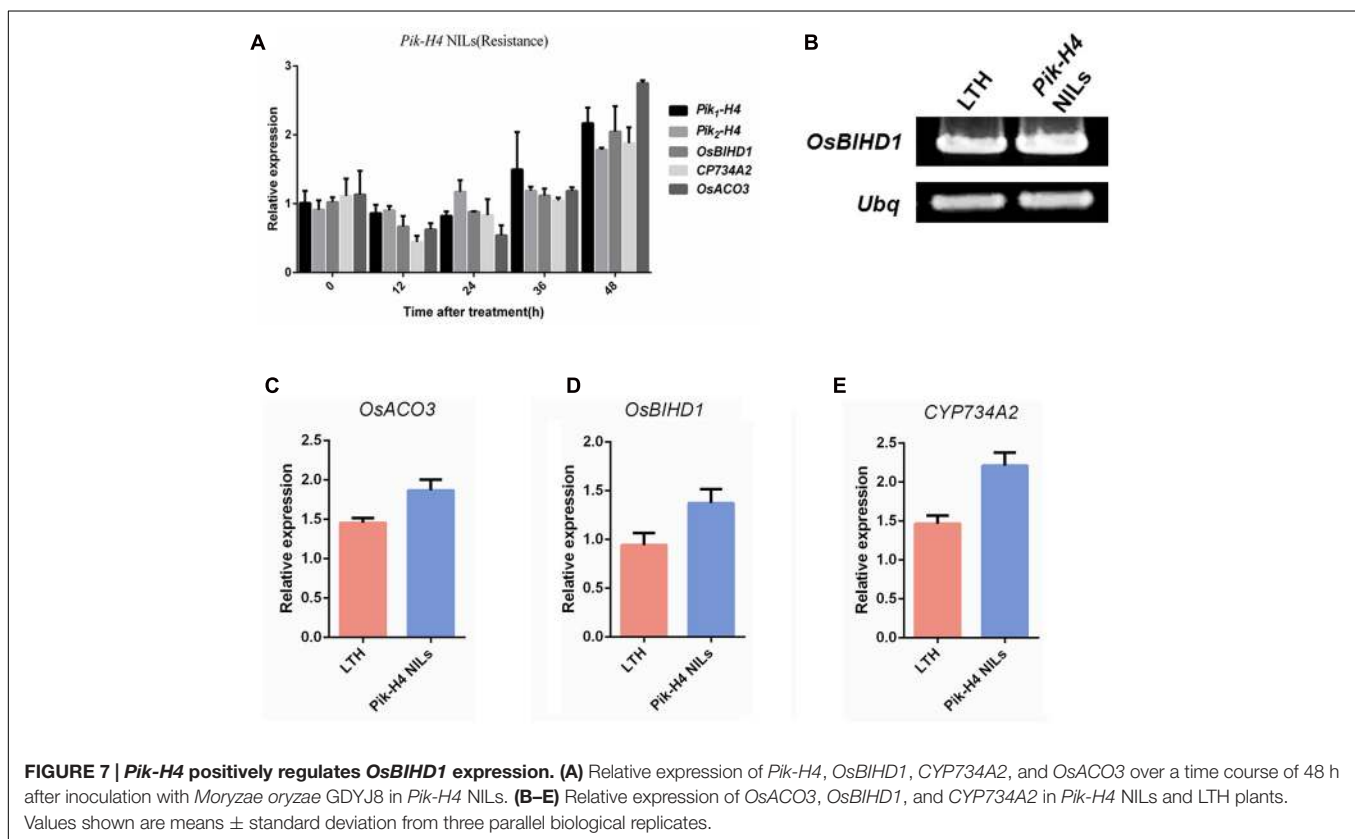 A
Pik-H4 NILs(Resistance)
Relative expression
3
2
1
0
0
12
24
36
48
Time after treatment(h)
Pik1-H4
Pik2-H4
OsBIHD1
CP734A2
OsACO3
B
LTH
Pik-H4
NILs
OsBIHD1
Ubq
C
OsACO3
Relative expression
2.5
2.0
1.5
1.0
0.5
0.0
LTH
Pik-H4 NILs
D
OsBIHD1
Relative expression
2.0
1.5
1.0
0.5
0.0
LTH
Pik-H4 NILs
E
CYP734A2
Relative expression
2.5
2.0
1.5
1.0
0.5
0.0
LTH
Pik-H4 NILs
FIGURE 7 | Pik-H4 positively regulates OsBIHD1 expression. (A) Relative expression of Pik-H4, OsBIHD1, CYP734A2, and OsACO3 over a time course of 48 h
after inoculation with Moryzae oryzae GDYJ8 in Pik-H4 NILs. (B–E) Relative expression of OsACO3, OsBIHD1, and CYP734A2 in Pik-H4 NILs and LTH plants.
Values shown are means ± standard deviation from three parallel biological replicates.